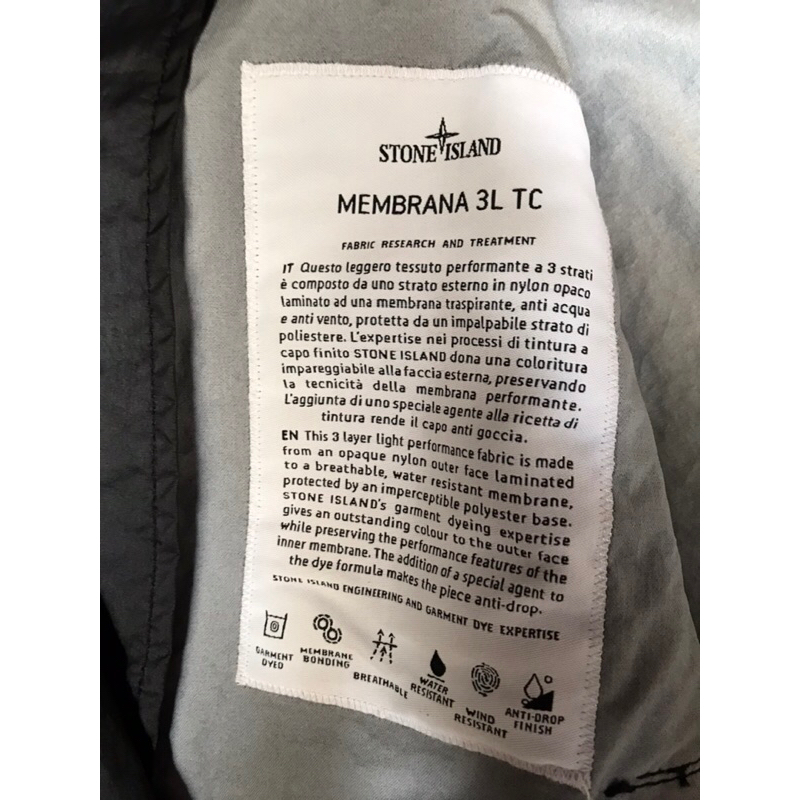 STONE ISLAND
MEMBRANA 3L TC
FABRIC RESEARCH AND TREATMENT
IT Questo leggero tessuto performante a 3 strati
è composto da uno strato esterno in nylon opaco
laminato ad una membrana traspirante, anti acqua
e anti vento, protetta da un impalpabile strato di
poliestere. L'expertise nei processi di tintura a
capo finito STONE ISLAND dona una coloritura
impareggiabile alla faccia esterna, preservando
la tecnicità della membrana performante.
L'aggiunta di uno speciale agente alla ricetta di
tintura rende il capo anti goccia.
EN This 3 layer light performance fabric is made
from an opaque nylon outer face laminated
to a breathable, water resistant membrane,
protected by an imperceptible polyester base.
STONE ISLAND's garment dyeing expertise
gives an outstanding colour to the outer face
while preserving the performance features of the
inner membrane. The addition of a special agent to
the dye formula makes the piece anti-drop.
STONE ISLAND ENGINEERING AND GARMENT DYE EXPERTISE
GARMENT
DYED
MEMBRANE
BONDING
BREATHABLE
WATER
RESISTANT
WIND
RESISTANT
ANTI-DROP
FINISH